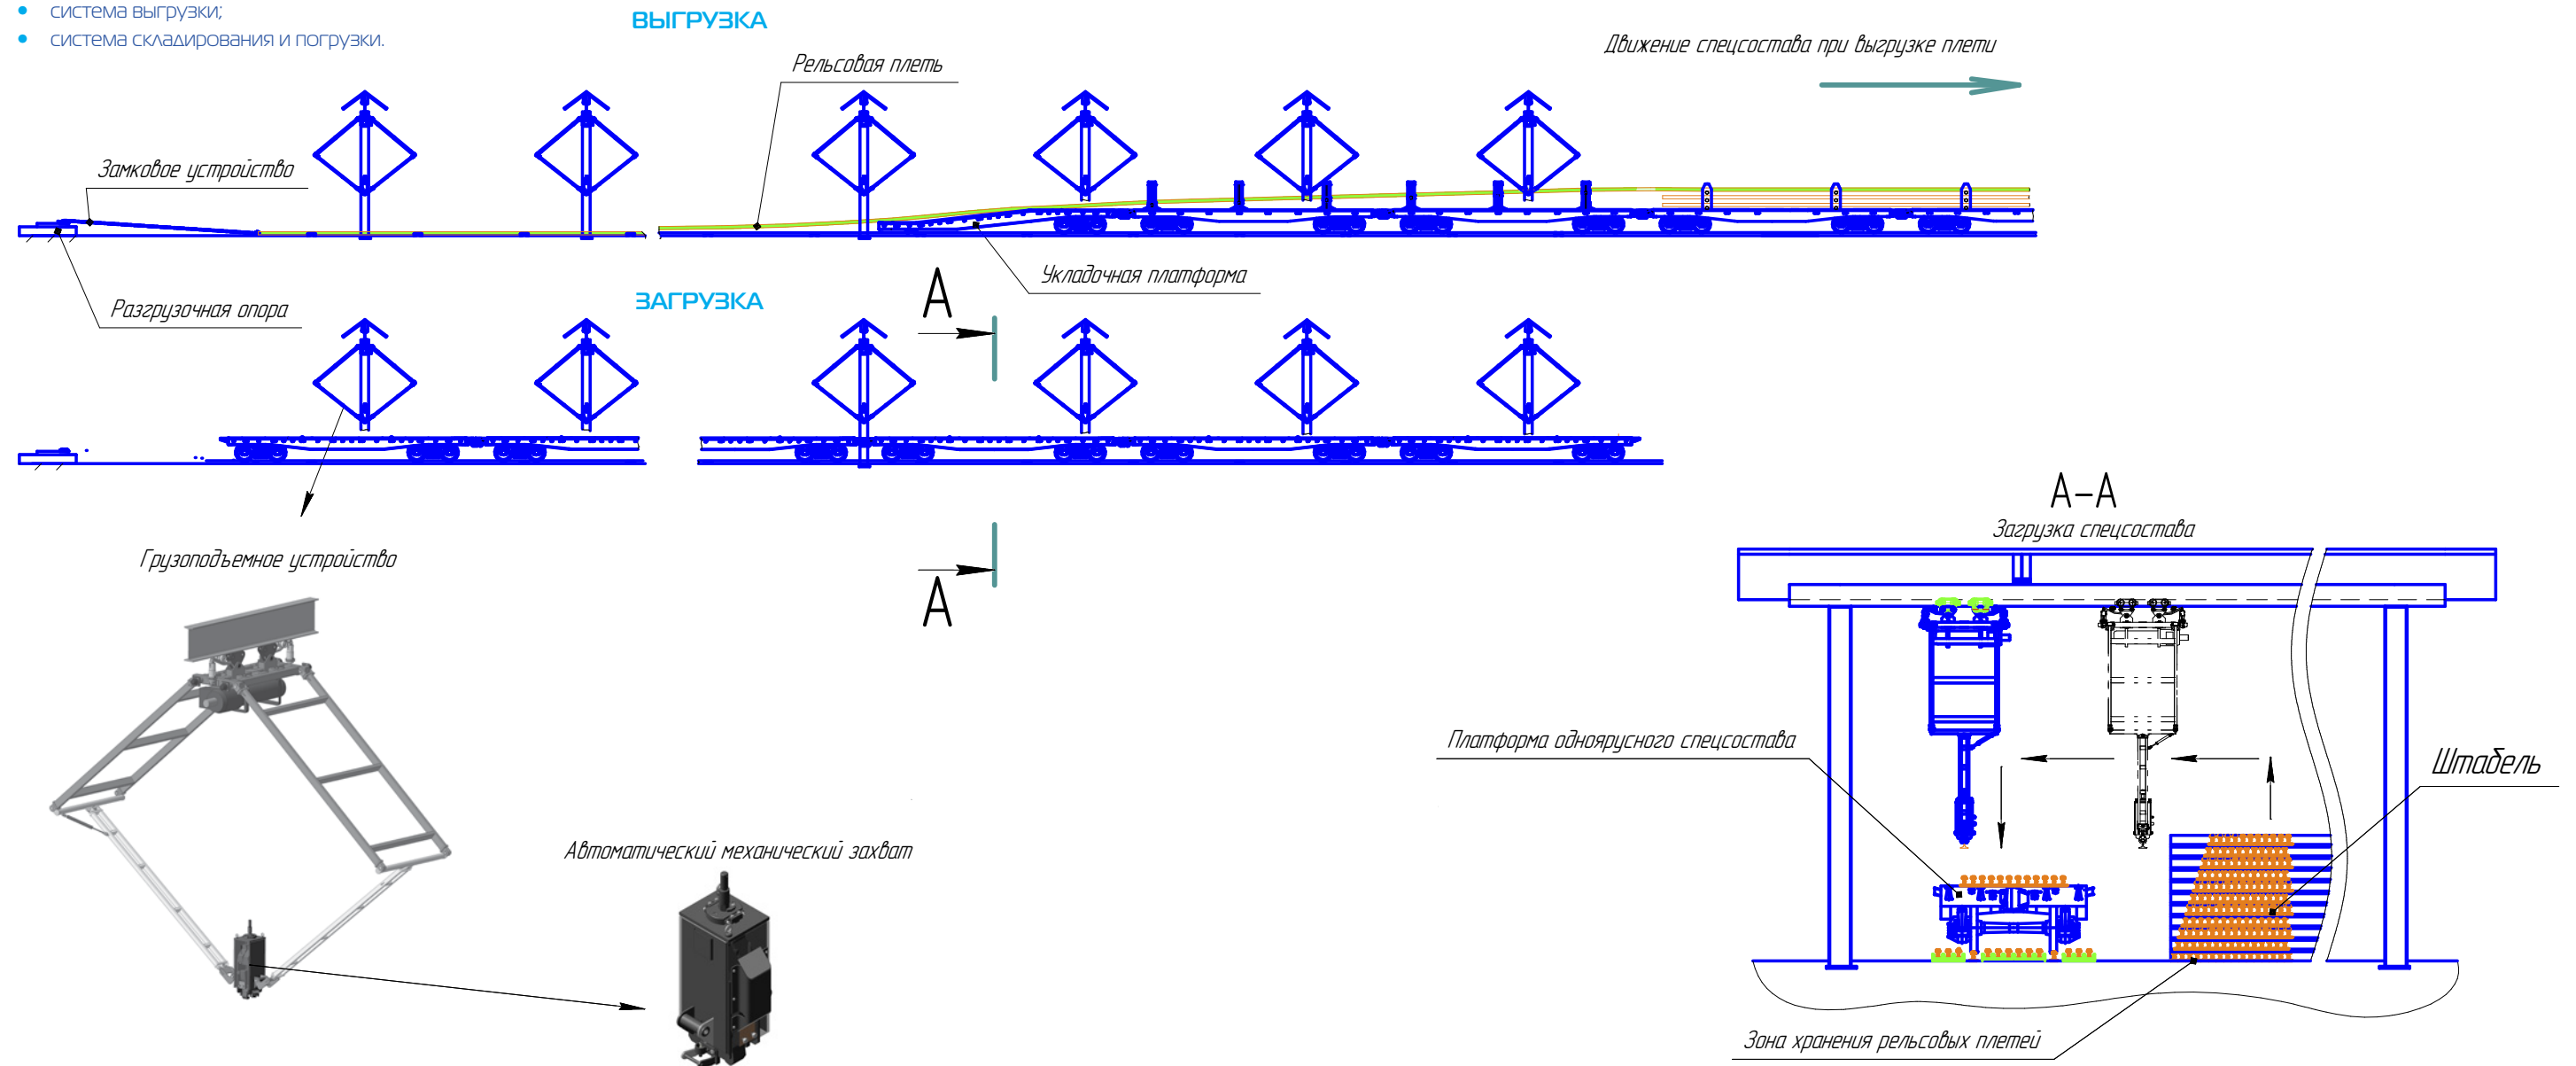 система выгрузки;
система складирования и погрузки.
ВЫГРУЗКА
Движение спецсостава при выгрузке плети
Рельсовая плеть
Замковое устройство
Укладочная платформа
Разгрузочная опора
ЗАГРУЗКА
А
А
Грузоподъемное устройство
Автоматический механический захват
А-А
Загрузка спецсостава
Платформа одноярусного спецсостава
Штабель
Зона хранения рельсовых плетей